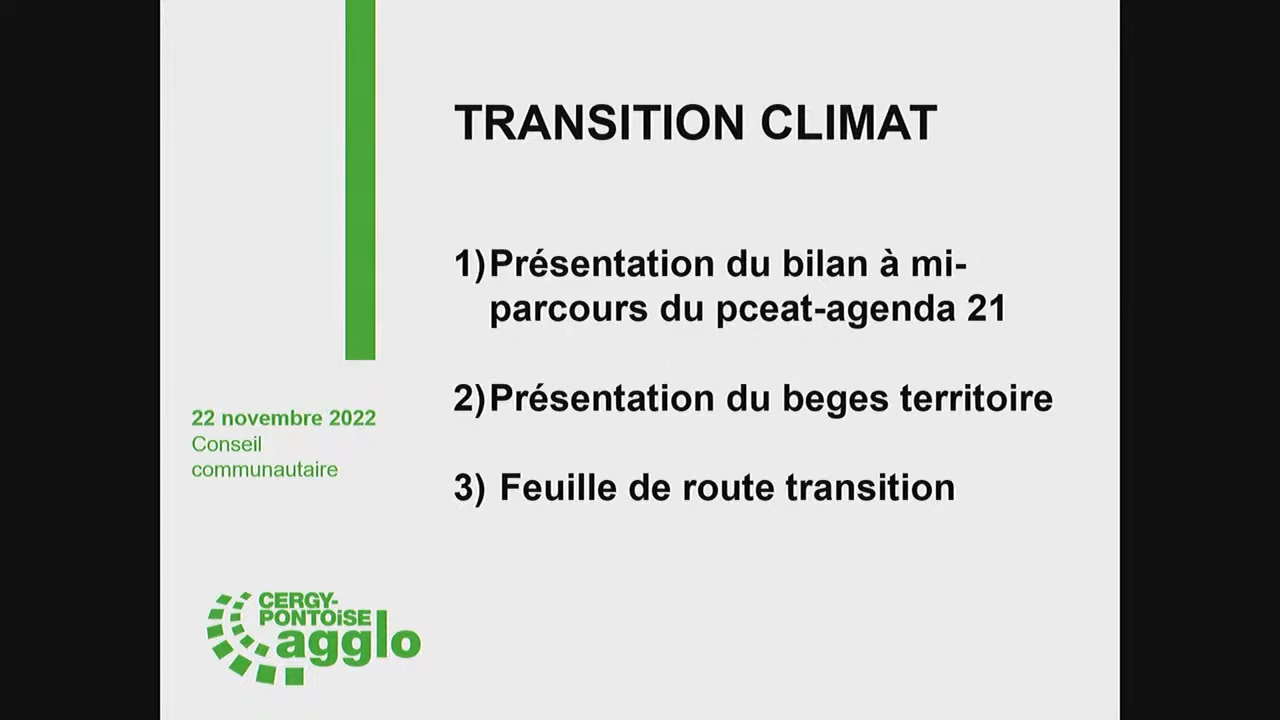 TRANSITION CLIMAT
1) Présentation du bilan à mi-
parcours du pceat-agenda 21
2) Présentation du beges territoire
3) Feuille de route transition
22 novembre 2022
Conseil
communautaire
CERGY-
PONTOiSE
agglo